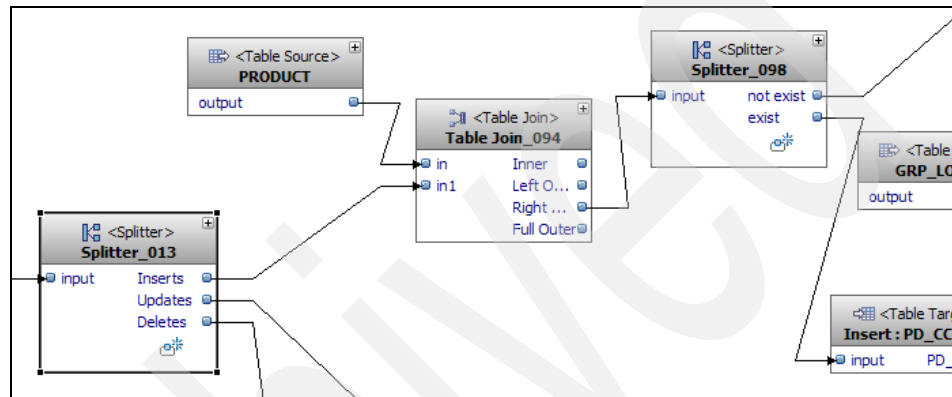 <Table Source>
PRODUCT
output
<Splitter>
Splitter_098
input not exist
exist
<Table Join>
Table Join_094
in Inner
in1 Left O...
Right ...
Full Outer
<Table
GRP_LO
output
<Splitter>
Splitter_013
input Inserts
Updates
Deletes
<Table Targ
Insert : PD_CC
input PD_